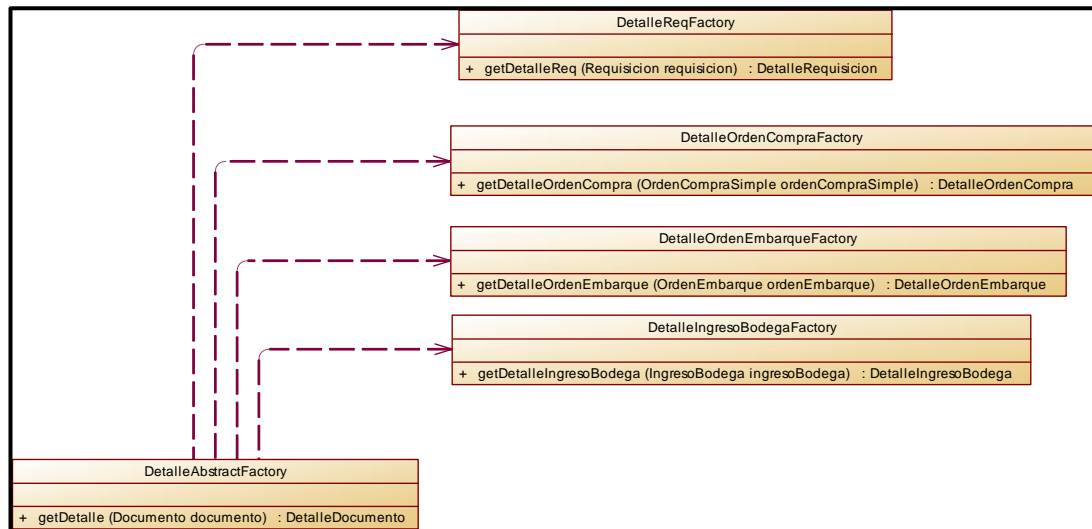 DetalleReqFactory
+ getDetalleReq (Requisicion requisicion) : DetalleRequisicion
DetalleOrdenCompraFactory
+ getDetalleOrdenCompra (OrdenCompraSimple ordenCompraSimple) : DetalleOrdenCompra
DetalleOrdenEmbarqueFactory
+ getDetalleOrdenEmbarque (OrdenEmbarque ordenEmbarque) : DetalleOrdenEmbarque
DetalleIngresoBodegaFactory
+ getDetalleIngresoBodega (IngresoBodega ingresoBodega) : DetalleIngresoBodega
DetalleAbstractFactory
+ getDetalle (Documento documento) : DetalleDocumento